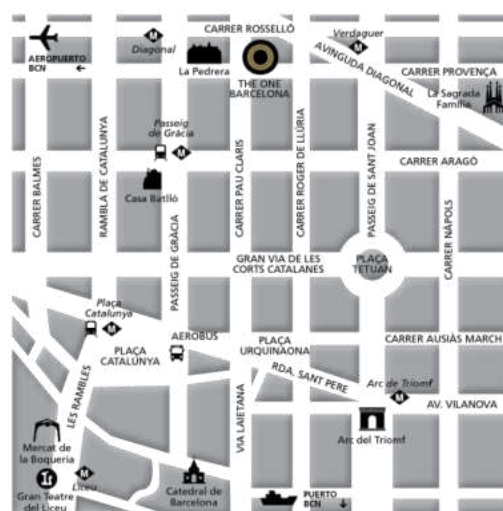 CARRER ROSSELLÓ
Verdaguer
M
AEROPUERTO
BCN
←
Diagonal
M
La Pedrera
THE ONE
BARCELONA
AVINGUDA DIAGONAL
CARRER PROVENÇA
La Sagrada
Família
Passeig
de Gràcia
M
Casa Batlló
CARRER BALMES
RAMBLA DE CATALUNYA
PASSEIG DE GRÀCIA
CARRER PAU CLARIS
CARRER ROGER DE LLÚRIA
PASSEIG DE SANT JOAN
CARRER ARAGÓ
CARRER NÀPOLS
GRAN VIA DE LES
CORTS CATALANES
PLAÇA
TETUAN
Plaça
Catalunya
M
PLAÇA
CATALUNYA
AEROBUS
PLAÇA
URQUINAONA
CARRER AUSIÀS MARCH
RDA. SANT PERE
Arc de Triomf
M
AV. VILANOVA
Arc del Triomf
LES RAMBLES
VIA LAIETANA
Mercat de
la Boqueria
M
Liceu
L
Gran Teatre
del Liceu
Catedral de
Barcelona
PUERTO
BCN ↓